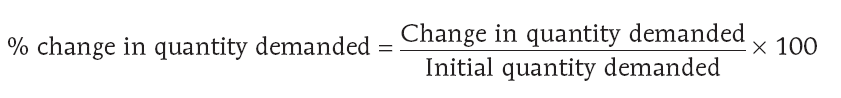 % change in quantity demanded = Change in quantity demanded × 100
Initial quantity demanded